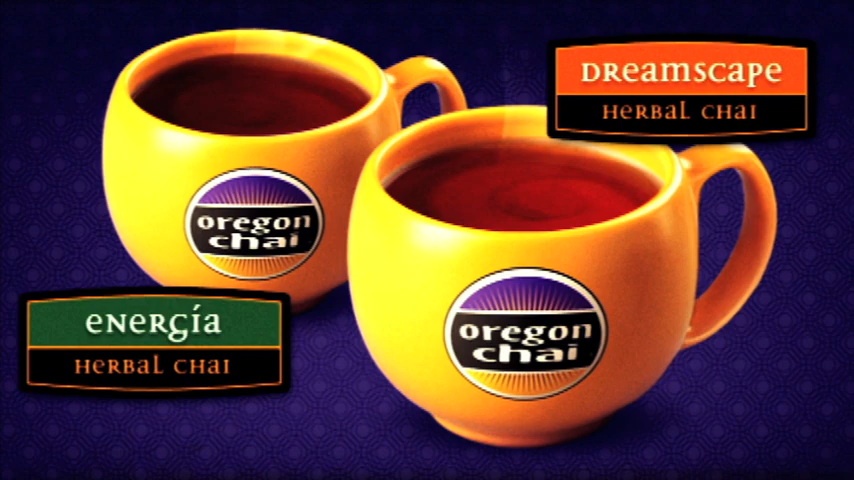 DReamscape
HeRBaL CHaI
oregon
chai
oregon
chai
eNeRGía
HeRBaL CHaI